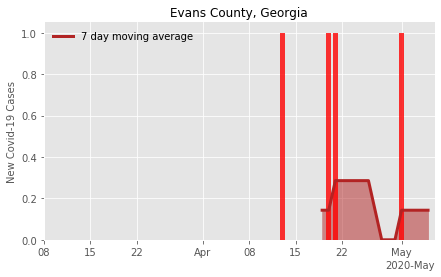 Evans County, Georgia
7 day moving average
New Covid-19 Cases
1.0
0.8
0.6
0.4
0.2
0.0
08 15 22 Apr 08 15 22 May
2020-May